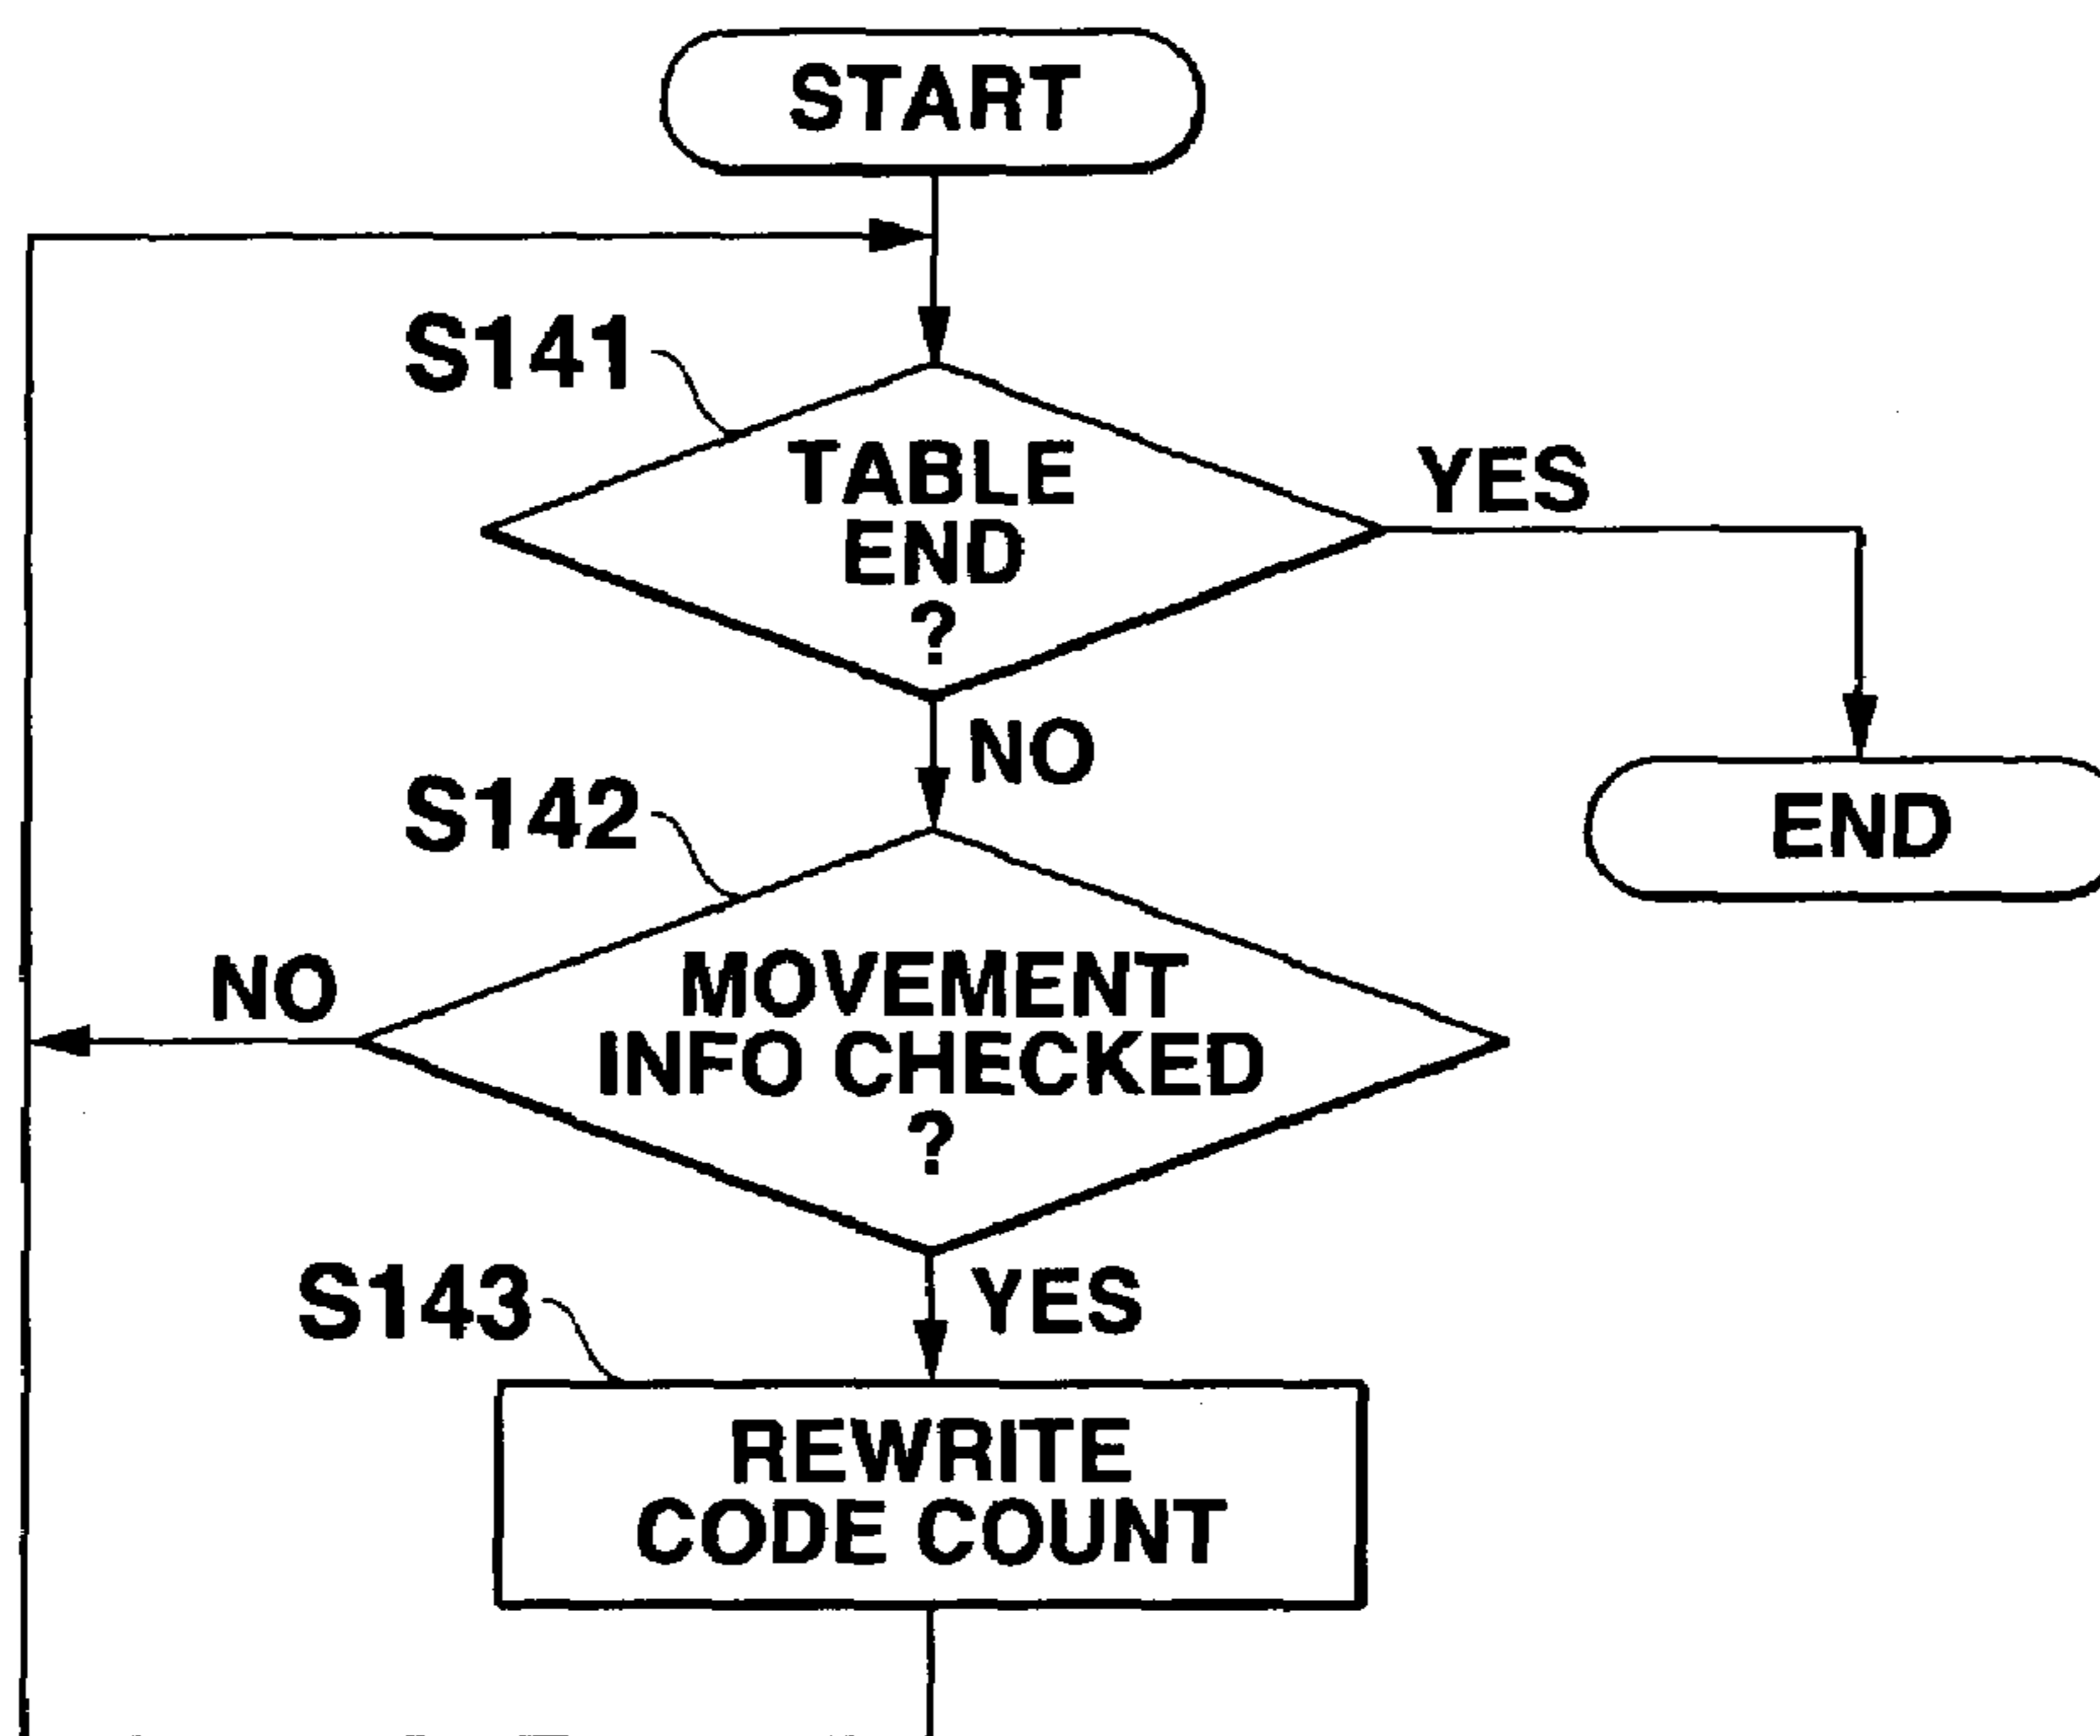 START
S141
TABLE
END
?
YES
NO
END
S142
MOVEMENT
INFO CHECKED
?
NO
YES
S143
REWRITE
CODE COUNT